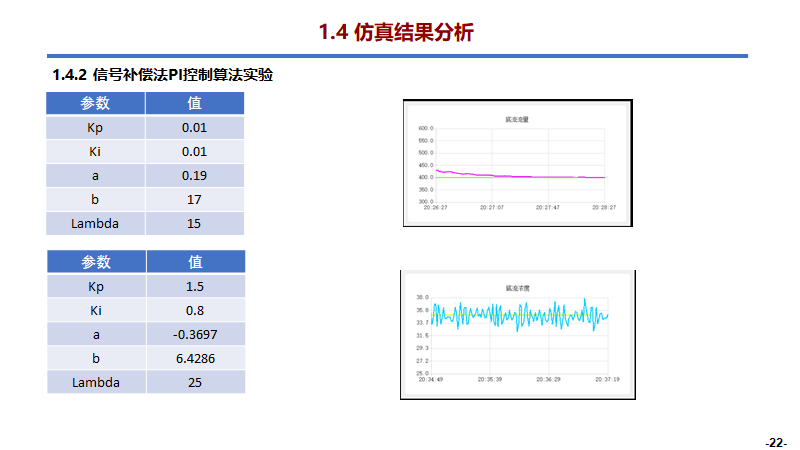 1.4 仿真结果分析
1.4.2 信号补偿法PI控制算法实验
参数 值
Kp 0.01
Ki 0.01
a 0.19
b 17
Lambda 15
底流流量
600.0
550.0
500.0
450.0
400.0
350.0
300.0
20:26:27 20:27:07 20:27:47 20:28:27
参数 值
Kp 1.5
Ki 0.8
a -0.3697
b 6.4286
Lambda 25
底流浓度
38.0
35.8
33.7
31.5
29.3
27.2
25.0
20:34:49 20:35:39 20:36:29 20:37:19
-22-